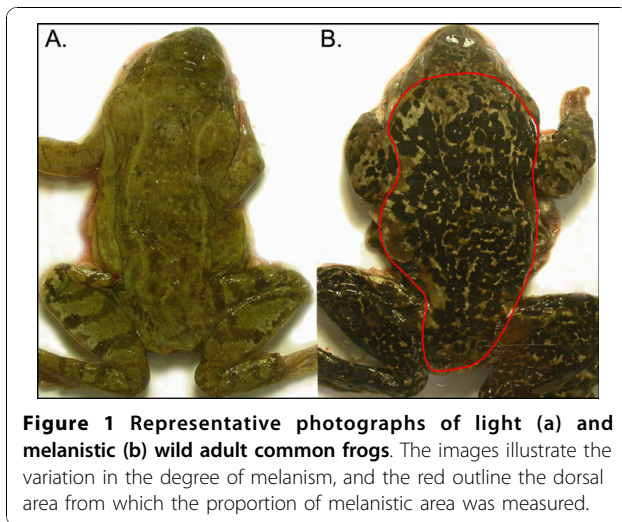 A. B.
Figure 1 Representative photographs of light (a) and
melanistic (b) wild adult common frogs. The images illustrate the
variation in the degree of melanism, and the red outline the dorsal
area from which the proportion of melanistic area was measured.